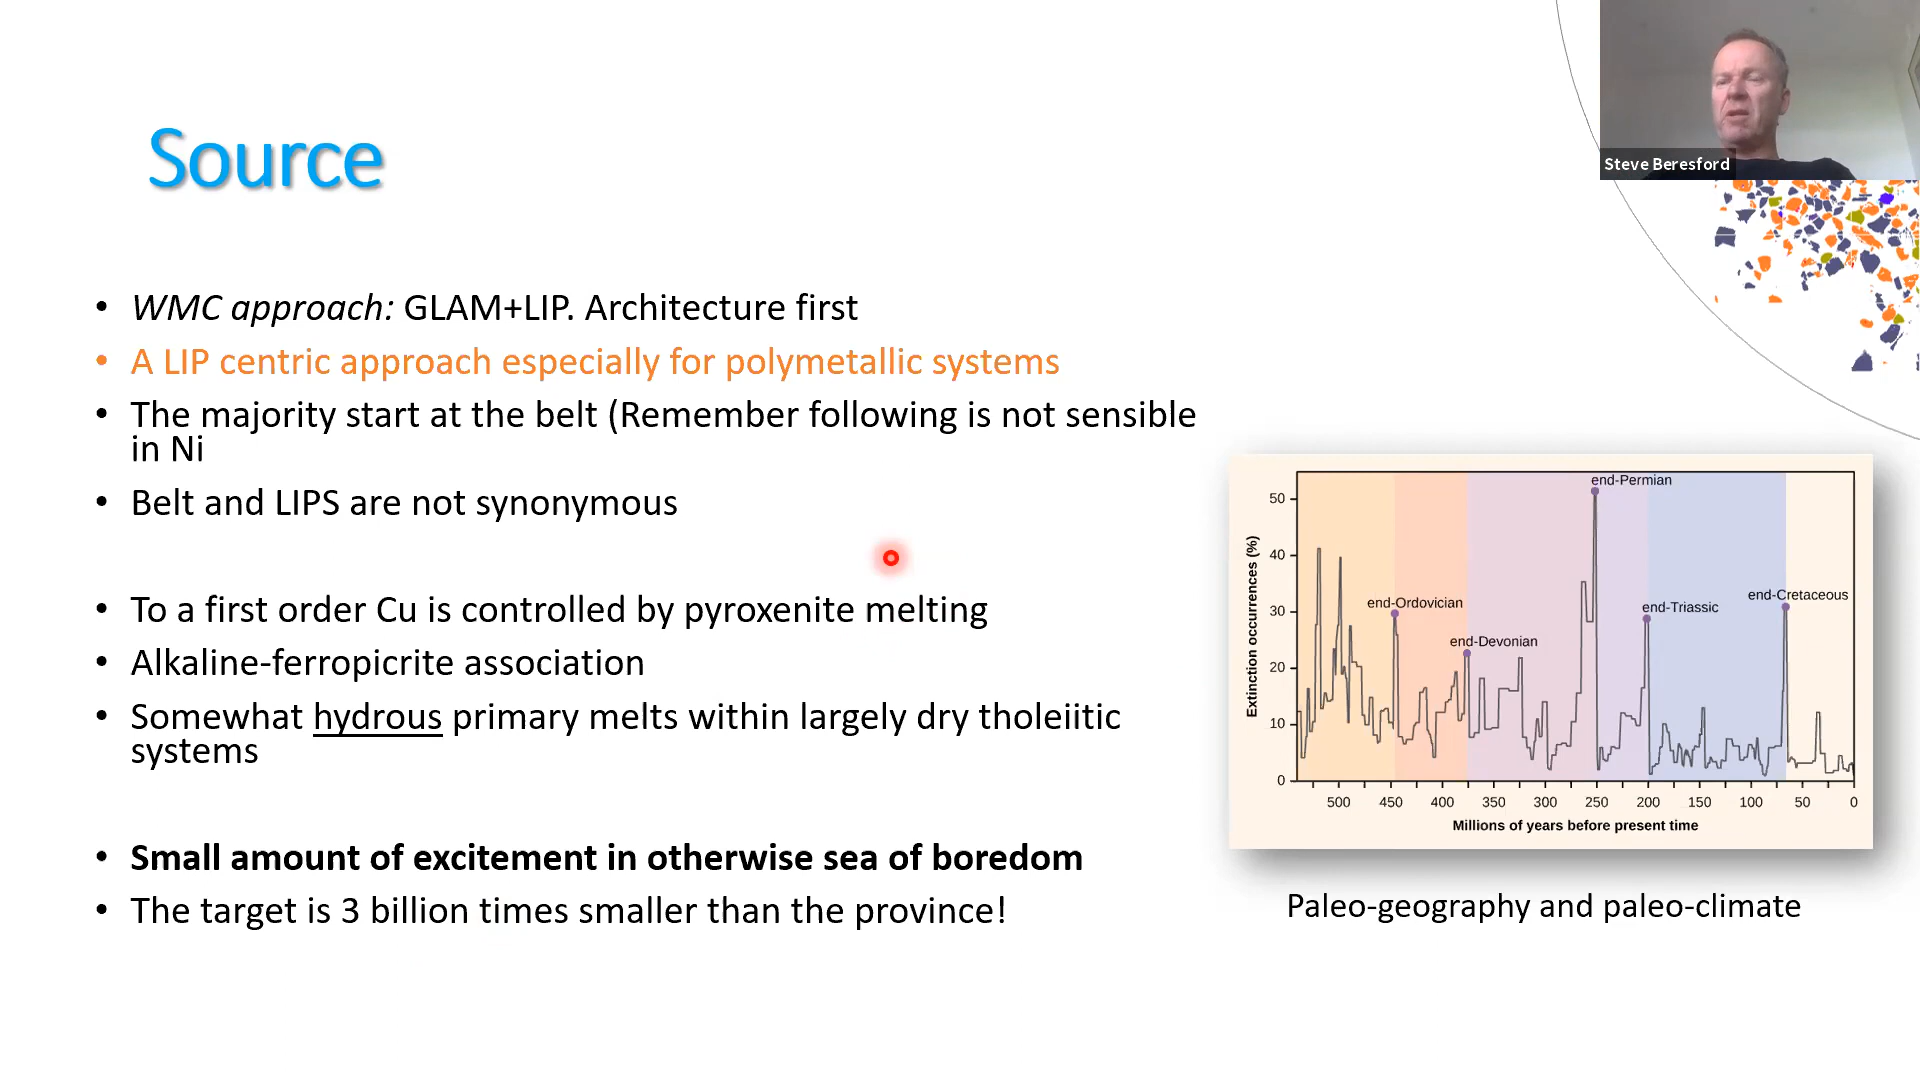 Steve Beresford
Source
• WMC approach: GLAM+LIP. Architecture first
• A LIP centric approach especially for polymetallic systems
• The majority start at the belt (Remember following is not sensible
in Ni
• Belt and LIPS are not synonymous
• To a first order Cu is controlled by pyroxenite melting
• Alkaline-ferropicrite association
• Somewhat hydrous primary melts within largely dry tholeiitic
systems
• Small amount of excitement in otherwise sea of boredom
• The target is 3 billion times smaller than the province!
Extinction occurrences (%)
50
40
30
20
10
0
end-Permian
end-Ordovician
end-Devonian
end-Triassic
end-Cretaceous
500 450 400 350 300 250 200 150 100 50 0
Millions of years before present time
Paleo-geography and paleo-climate